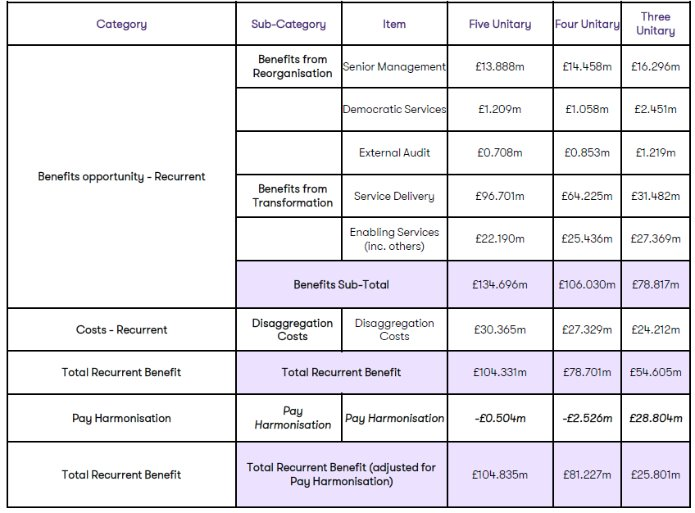 Category Sub-Category Item Five Unitary Four Unitary Three Unitary
Benefits opportunity - Recurrent
Benefits from Reorganisation Senior Management £13.888m £14.458m £16.296m
Democratic Services £1.209m £1.058m £2.451m
External Audit £0.708m £0.853m £1.219m
Benefits from Transformation Service Delivery £96.701m £64.225m £31.482m
Enabling Services (inc. others) £22.190m £25.436m £27.369m
Benefits Sub-Total £134.696m £106.030m £78.817m
Costs - Recurrent Disaggregation Costs Disaggregation Costs £30.365m £27.329m £24.212m
Total Recurrent Benefit Total Recurrent Benefit £104.331m £78.701m £54.605m
Pay Harmonisation Pay Harmonisation Pay Harmonisation -£0.504m -£2.526m £28.804m
Total Recurrent Benefit Total Recurrent Benefit (adjusted for Pay Harmonisation) £104.835m £81.227m £25.801m